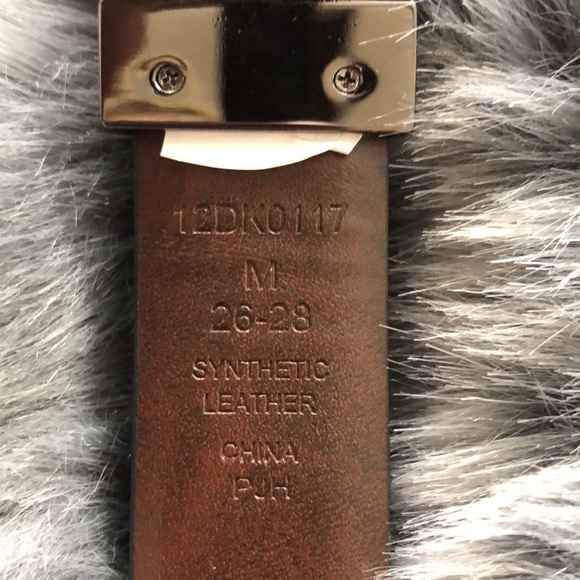 12DK0117
M
26-28
SYNTHETIC
LEATHER
CHINA
PJH